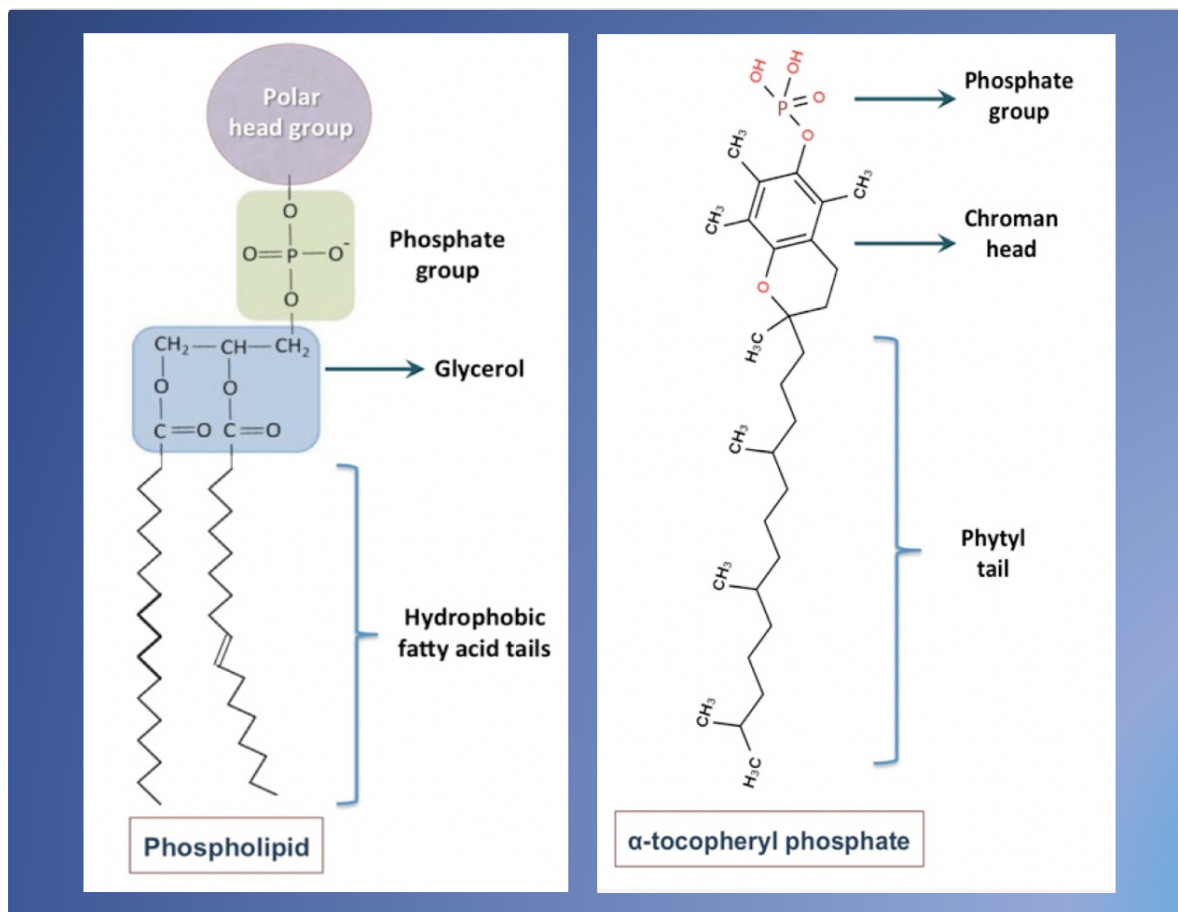 Polar
head group
O
O=P—O-
O
Phosphate
group
CH2—CH—CH2
O O
C=O C=O
Glycerol
Hydrophobic
fatty acid tails
Phospholipid
OH OH
P=O
O
CH3 CH3
CH3
O
H3C
CH3
CH3
CH3
H3C
Phosphate
group
Chroman
head
Phytyl
tail
α-tocopheryl phosphate